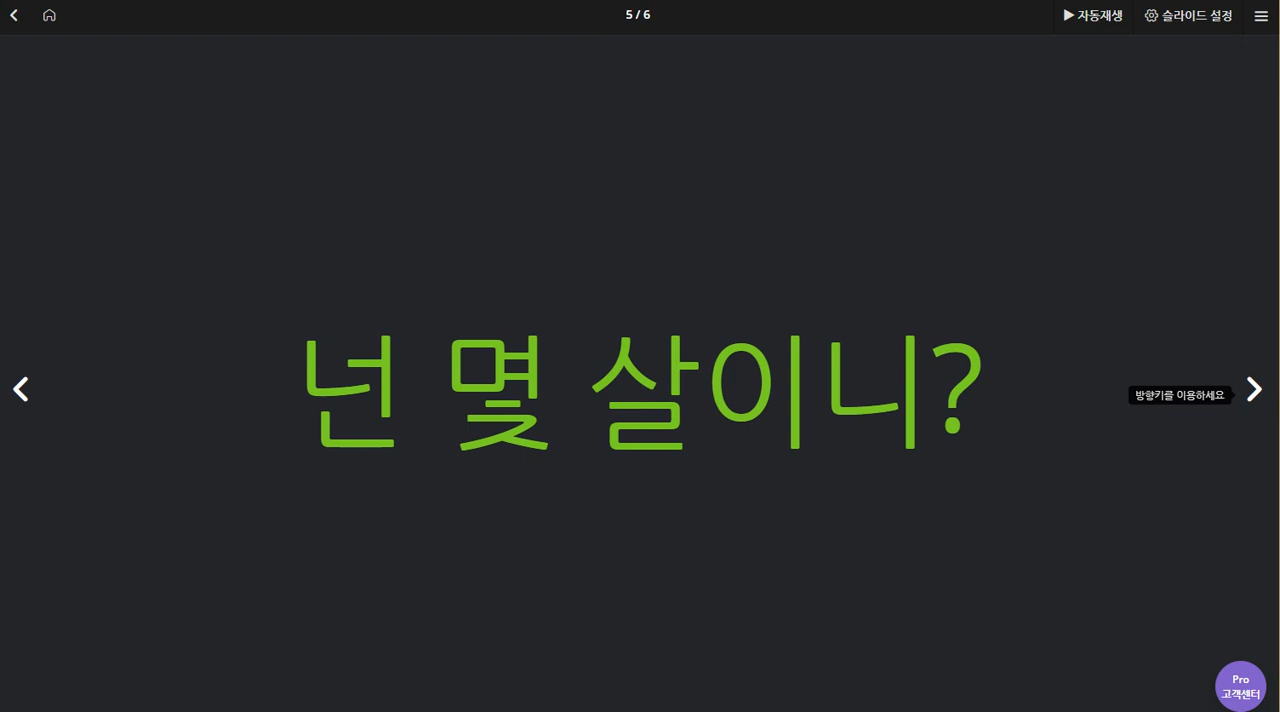 5 / 6
자동재생
슬라이드 설정
넌 몇 살이니?
방향키를 이용하세요
Pro
고객센터